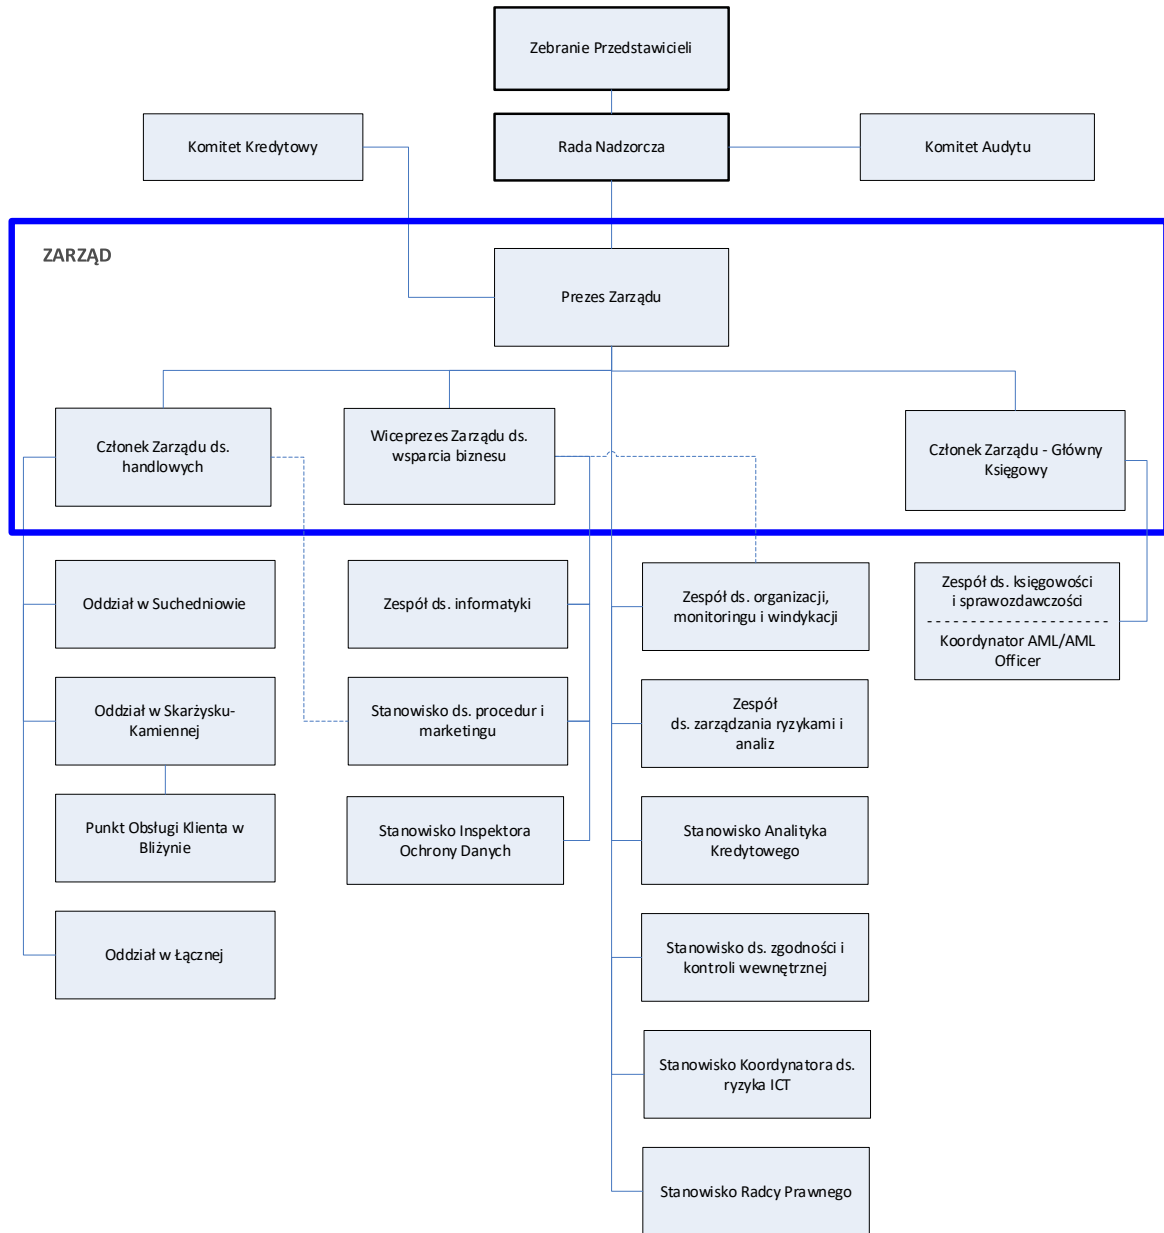 Zebranie Przedstawicieli
Komitet Kredytowy
Rada Nadzorcza
Komitet Audytu
ZARZĄD
Prezes Zarządu
Członek Zarządu ds.
handlowych
Wiceprezes Zarządu ds.
wsparcia biznesu
Członek Zarządu - Główny
Księgowy
Oddział w Suchedniowie
Zespół ds. informatyki
Zespół ds. organizacji,
monitoringu i windykacji
Zespół ds. księgowości
i sprawozdawczości
Koordynator AML/AML
Officer
Oddział w Skarżysku-
Kamiennej
Stanowisko ds. procedur i
marketingu
Zespół
ds. zarządzania ryzykami i
analiz
Punkt Obsługi Klienta w
Bliżynie
Stanowisko Inspektora
Ochrony Danych
Stanowisko Analityka
Kredytowego
Oddział w Łącznej
Stanowisko ds. zgodności i
kontroli wewnętrznej
Stanowisko Koordynatora ds.
ryzyka ICT
Stanowisko Radcy Prawnego